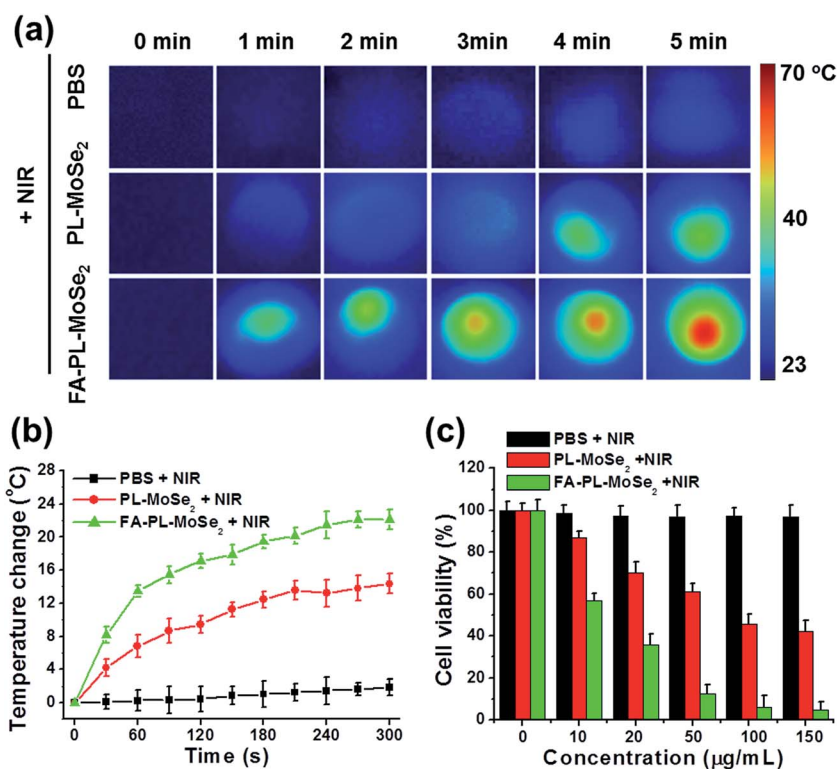 (a)
0 min 1 min 2 min 3min 4 min 5 min
+ NIR
PBS
PL-MoSe₂
FA-PL-MoSe₂
70 ºC
40
23
(b)
PBS + NIR
PL-MoSe₂ + NIR
FA-PL-MoSe₂ + NIR
Temperature change (°C)
28
24
20
16
12
8
4
0
0 60 120 180 240 300
Time (s)
(c)
PBS + NIR
PL-MoSe₂ +NIR
FA-PL-MoSe₂ +NIR
Cell viability (%)
120
100
80
60
40
20
0
0 10 20 50 100 150
Concentration (µg/mL)